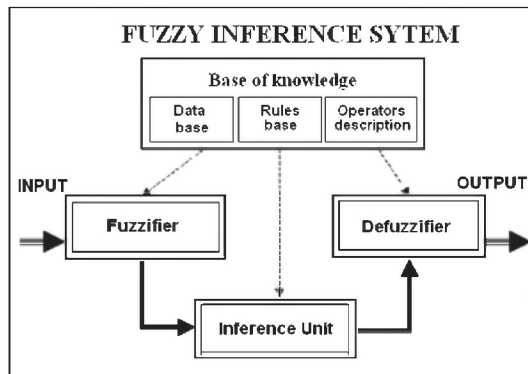 FUZZY INFERENCE SYTEM
Base of knowledge
Data
base
Rules
base
Operators
description
INPUT
OUTPUT
Fuzzifier
Defuzzifier
Inference Unit